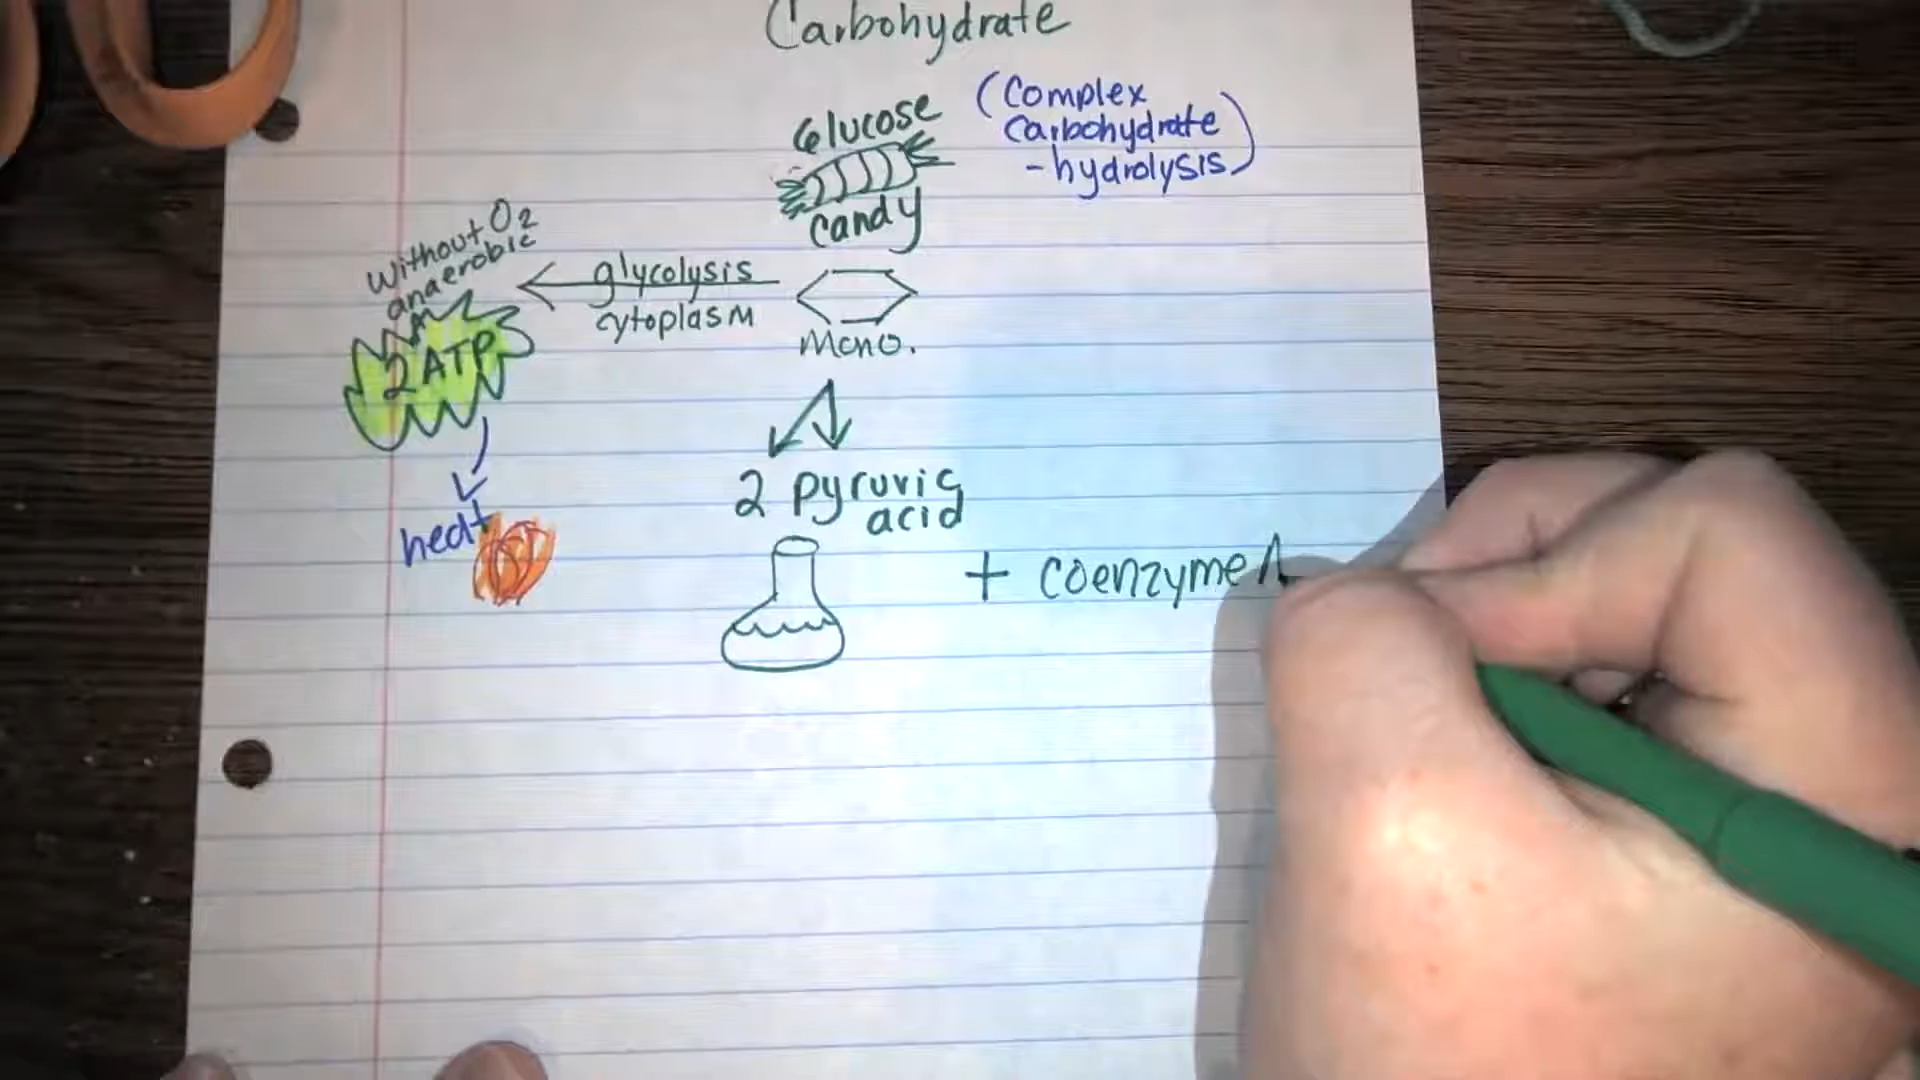 Carbohydrate
Glucose
candy
(Complex
Carbohydrate
-hydrolysis)
Without O2
anaerobic
glycolysis
cytoplasm
Mono.
2 ATP
heat
2 pyruvic
acid
+ coenzyme A